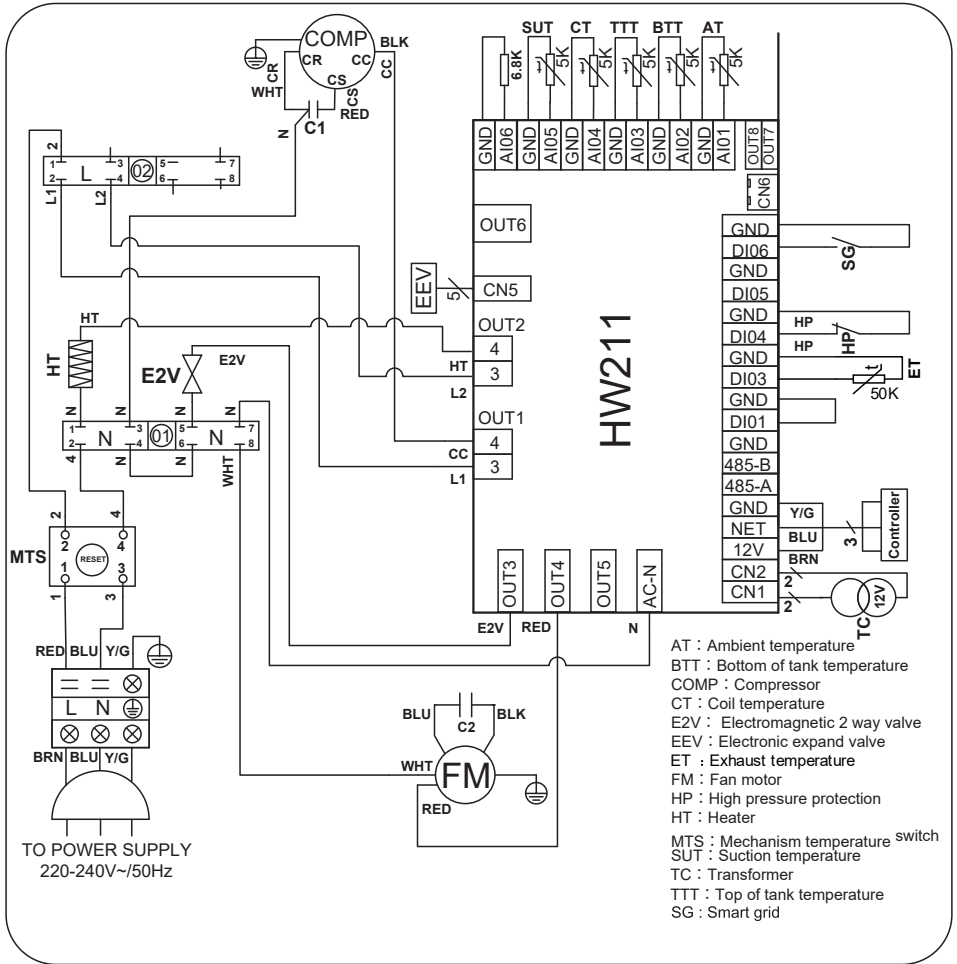 SUT CT TTT BTT AT
COMP
CR CC
CS
BLK
CC
CR
WHT
CS
RED
C1
N
6.8K 5K 5K 5K 5K 5K
GND AI06 GND AI05 GND AI04 GND AI03 GND AI02 GND AI01 OUT8 OUT7
CN6
2
1 3 5 7
L 02
2 4 6 8
L1 L2
OUT6
EEV 5 CN5
OUT2
4
3
HT
L2
OUT1
4
3
CC
L1
HW211
GND
DI06
GND
DI05
GND
DI04
GND
DI03
GND
DI01
GND
485-B
485-A
GND
NET
12V
CN2
CN1
SG
HP
HP
HP
t
ET
50K
Y/G
BLU
BRN
3
Controller
2
2
12V
TC
HT
HT
E2V
E2V
N N N N
1 3 5 7
N 01 N
2 4 6 8
4 N N WHT
2 4
MTS
2 4
RESET
1 3
1 3
RED BLU Y/G
L N
BRN BLU Y/G
TO POWER SUPPLY
220-240V~/50Hz
OUT3 OUT4 OUT5 AC-N
E2V RED N
BLU C2 BLK
WHT FM
RED
AT : Ambient temperature
BTT : Bottom of tank temperature
COMP : Compressor
CT : Coil temperature
E2V : Electromagnetic 2 way valve
EEV : Electronic expand valve
ET : Exhaust temperature
FM : Fan motor
HP : High pressure protection
HT : Heater
MTS : Mechanism temperature switch
SUT : Suction temperature
TC : Transformer
TTT : Top of tank temperature
SG : Smart grid